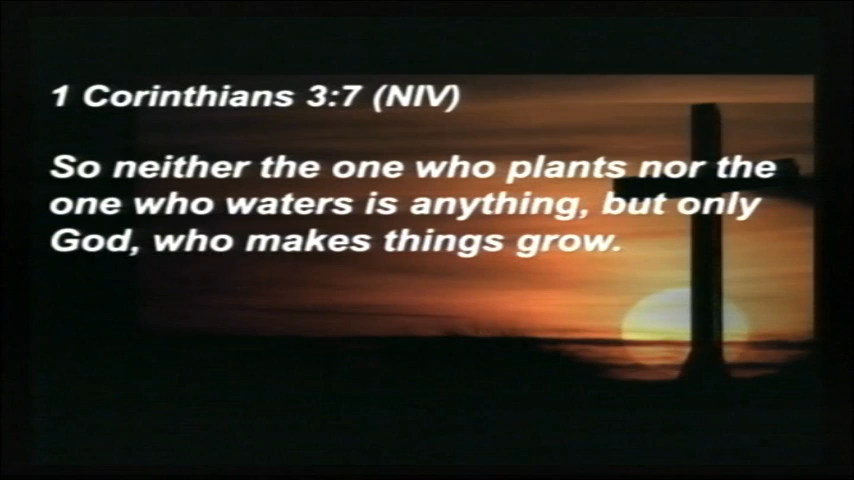 1 Corinthians 3:7 (NIV)
So neither the one who plants nor the
one who waters is anything, but only
God, who makes things grow.